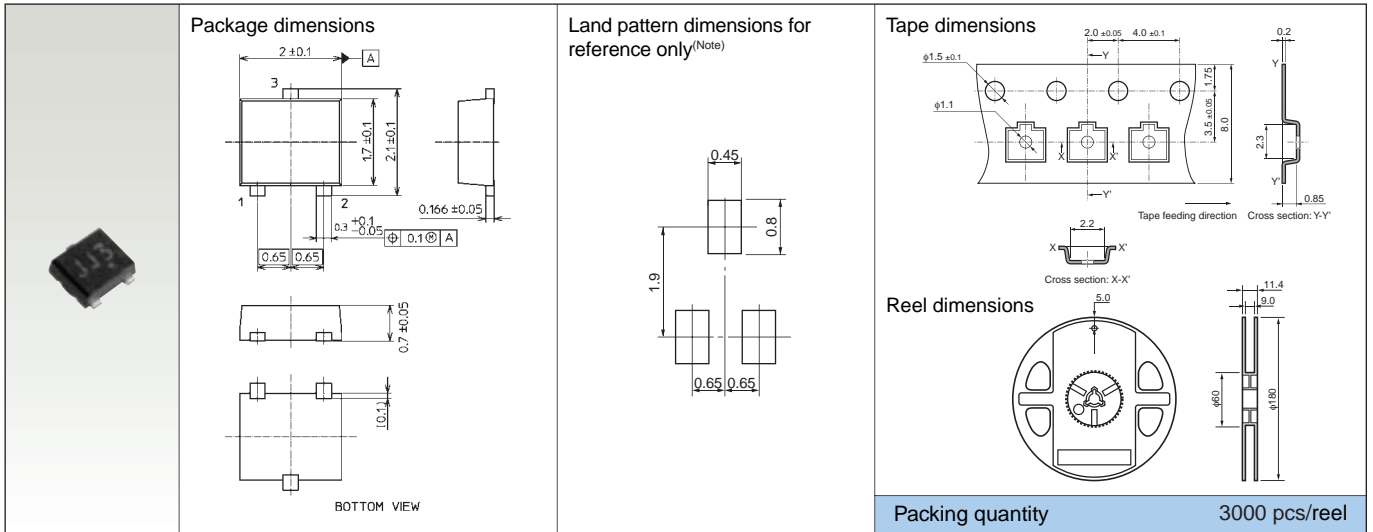 Package dimensions
2 ±0.1
A
3
1.7 ±0.1
2.1 ±0.1
1
2
0.166 ±0.05
0.3 +0.1 -0.05
⌖ 0.1 Ⓜ A
0.65
0.65
0.7 ±0.05
(0.1)
BOTTOM VIEW
JJ3
Land pattern dimensions for
reference only(Note)
0.45
0.8
1.9
0.65
0.65
Tape dimensions
2.0 ±0.05
4.0 ±0.1
0.2
φ1.5 ±0.1
Y
Y
1.75
φ1.1
3.5 ±0.05
8.0
2.3
X
X'
Y'
Y'
0.85
Tape feeding direction
Cross section: Y-Y'
2.2
X
X'
Cross section: X-X'
Reel dimensions
5.0
11.4
9.0
φ60
φ180
Packing quantity
3000 pcs/reel